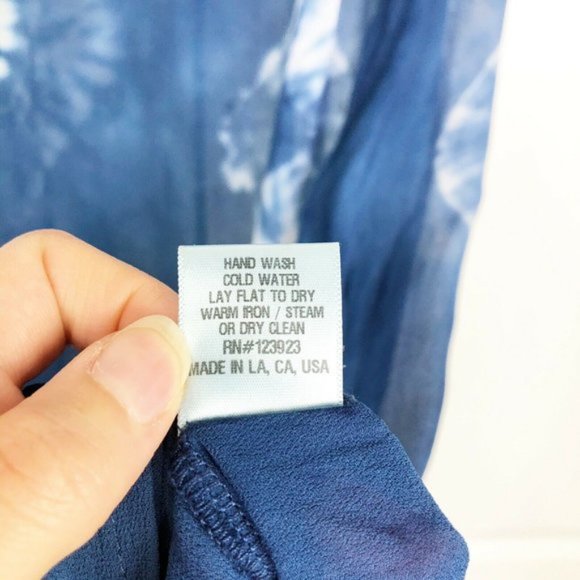 HAND WASH
COLD WATER
LAY FLAT TO DRY
WARM IRON / STEAM
OR DRY CLEAN
RN#123923
MADE IN LA, CA, USA